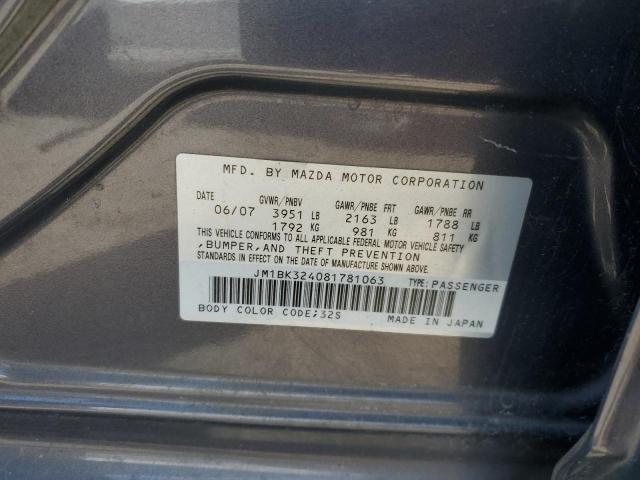 MFD. BY MAZDA MOTOR CORPORATION
DATE GVWR/PNBV GAWR/PNBE FRT GAWR/PNBE RR
06/07 3951 LB 2163 LB 1788 LB
1792 KG 981 KG 811 KG
THIS VEHICLE CONFORMS TO ALL APPLICABLE FEDERAL MOTOR VEHICLE SAFETY
,BUMPER,AND THEFT PREVENTION
STANDARDS IN EFFECT ON THE DATE OF MANUFACTURE SHOWN ABOVE.
JM1BK324081781063 TYPE:PASSENGER
BODY COLOR CODE;32S MADE IN JAPAN